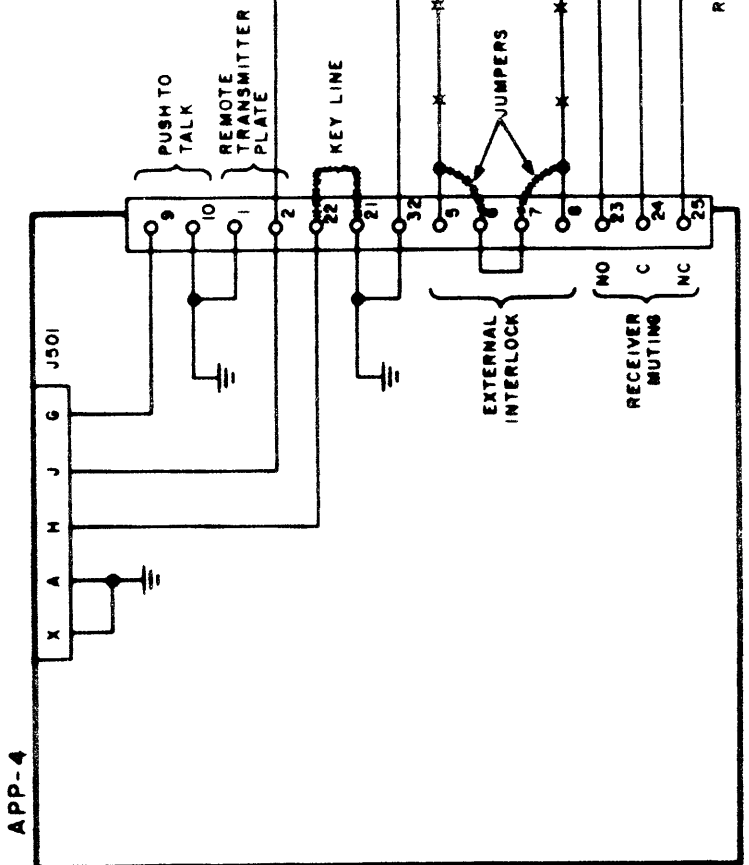 APP-4
J501
G
J
H
A
X
PUSH TO
TALK
REMOTE
TRANSMITTER
PLATE
KEY LINE
JUMPERS
9
10
1
2
22
21
32
5
6
7
8
23
24
25
NO
C
NC
EXTERNAL
INTERLOCK
RECEIVER
MUTING
R